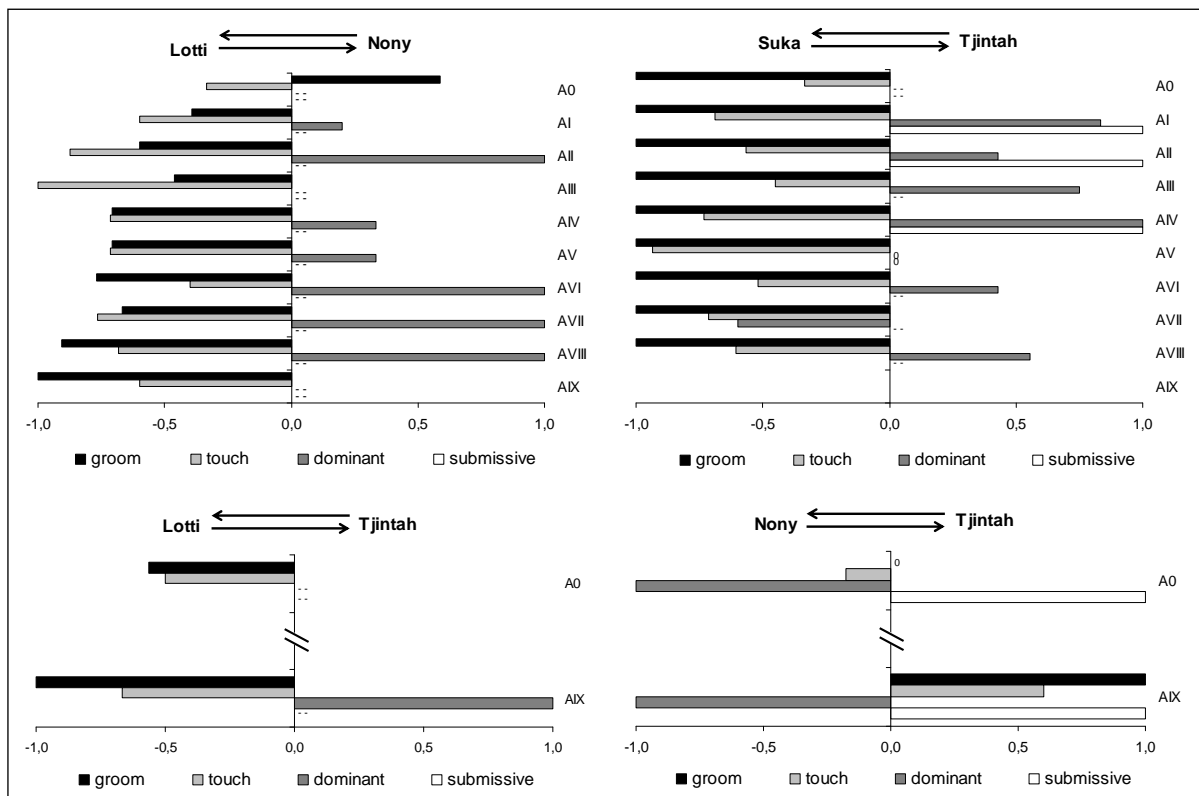 Lotti Nony
A0
- -
- -
AI
- -
AII
- -
AIII
- -
- -
AIV
- -
AV
- -
AVI
- -
AVII
- -
AVIII
- -
AIX
- -
- -
-1,0 -0,5 0,0 0,5 1,0
groom touch dominant submissive
Suka Tjintah
A0
- -
- -
AI
AII
AIII
- -
AIV
AV
0
0
AVI
- -
AVII
- -
AVIII
- -
AIX
-1,0 -0,5 0,0 0,5 1,0
groom touch dominant submissive
Lotti Tjintah
A0
- -
- -
AIX
- -
-1,0 -0,5 0,0 0,5 1,0
groom touch dominant submissive
Nony Tjintah
0
A0
AIX
-1,0 -0,5 0,0 0,5 1,0
groom touch dominant submissive